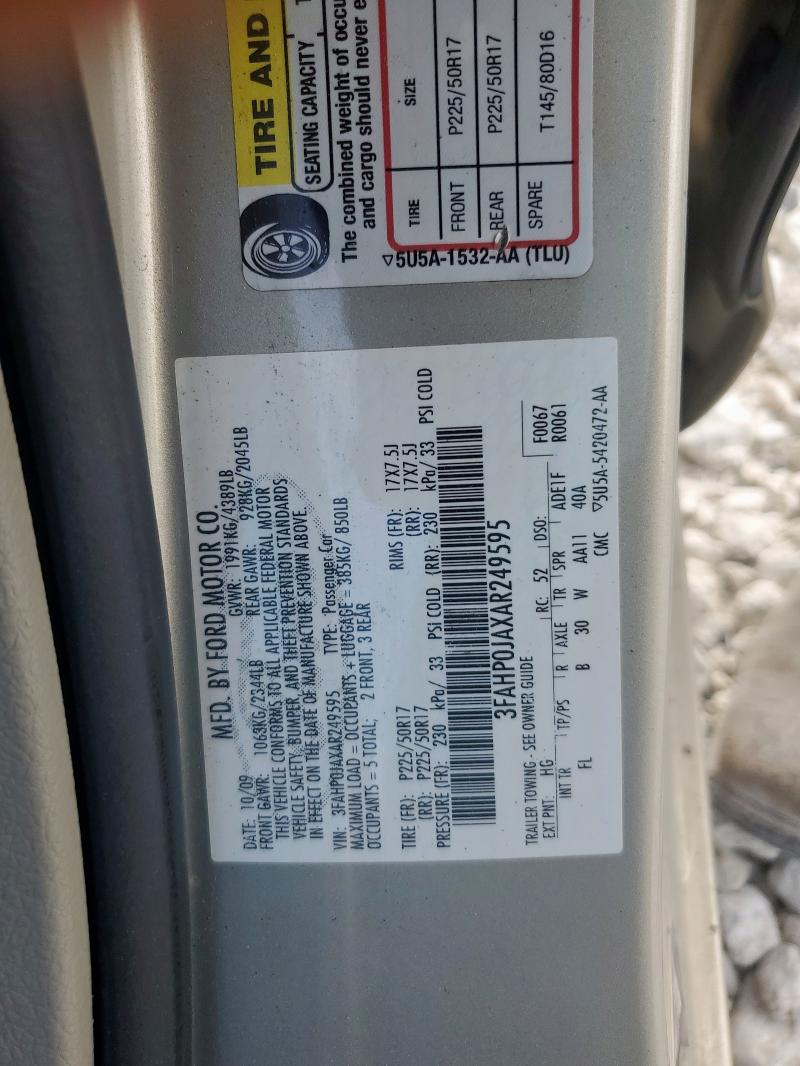 MFD. BY FORD MOTOR CO.
DATE: 10/09 GVWR: 1991KG/4389LB
FRONT GAWR: 1063KG/2344LB REAR GAWR: 928KG/2045LB
THIS VEHICLE CONFORMS TO ALL APPLICABLE FEDERAL MOTOR
VEHICLE SAFETY, BUMPER, AND THEFT PREVENTION STANDARDS
IN EFFECT ON THE DATE OF MANUFACTURE SHOWN ABOVE.
VIN: 3FAHP0JAXAR249595 TYPE: Passenger Car
MAXIMUM LOAD = OCCUPANTS + LUGGAGE = 385KG/ 850LB
OCCUPANTS = 5 TOTAL; 2 FRONT, 3 REAR
TIRE (FR): P225/50R17 RIMS (FR): 17X7.5J
(RR): P225/50R17 (RR): 17X7.5J
PRESSURE (FR): 230 kPa/ 33 PSI COLD (RR): 230 kPa/ 33 PSI COLD
3FAHP0JAXAR249595
TRAILER TOWING - SEE OWNER GUIDE
F0067
R0061
EXT PNT: HG RC: 52 DSO:
INT TR TP/PS R AXLE TR SPR ADE1F
FL B 30 W AA11 40A
CMC ▽5U5A-5420472-AA
TIRE AND
SEATING CAPACITY
The combined weight of occu
and cargo should never e
TIRE SIZE
FRONT P225/50R17
REAR P225/50R17
SPARE T145/80D16
▽5U5A-1532-AA (TLU)